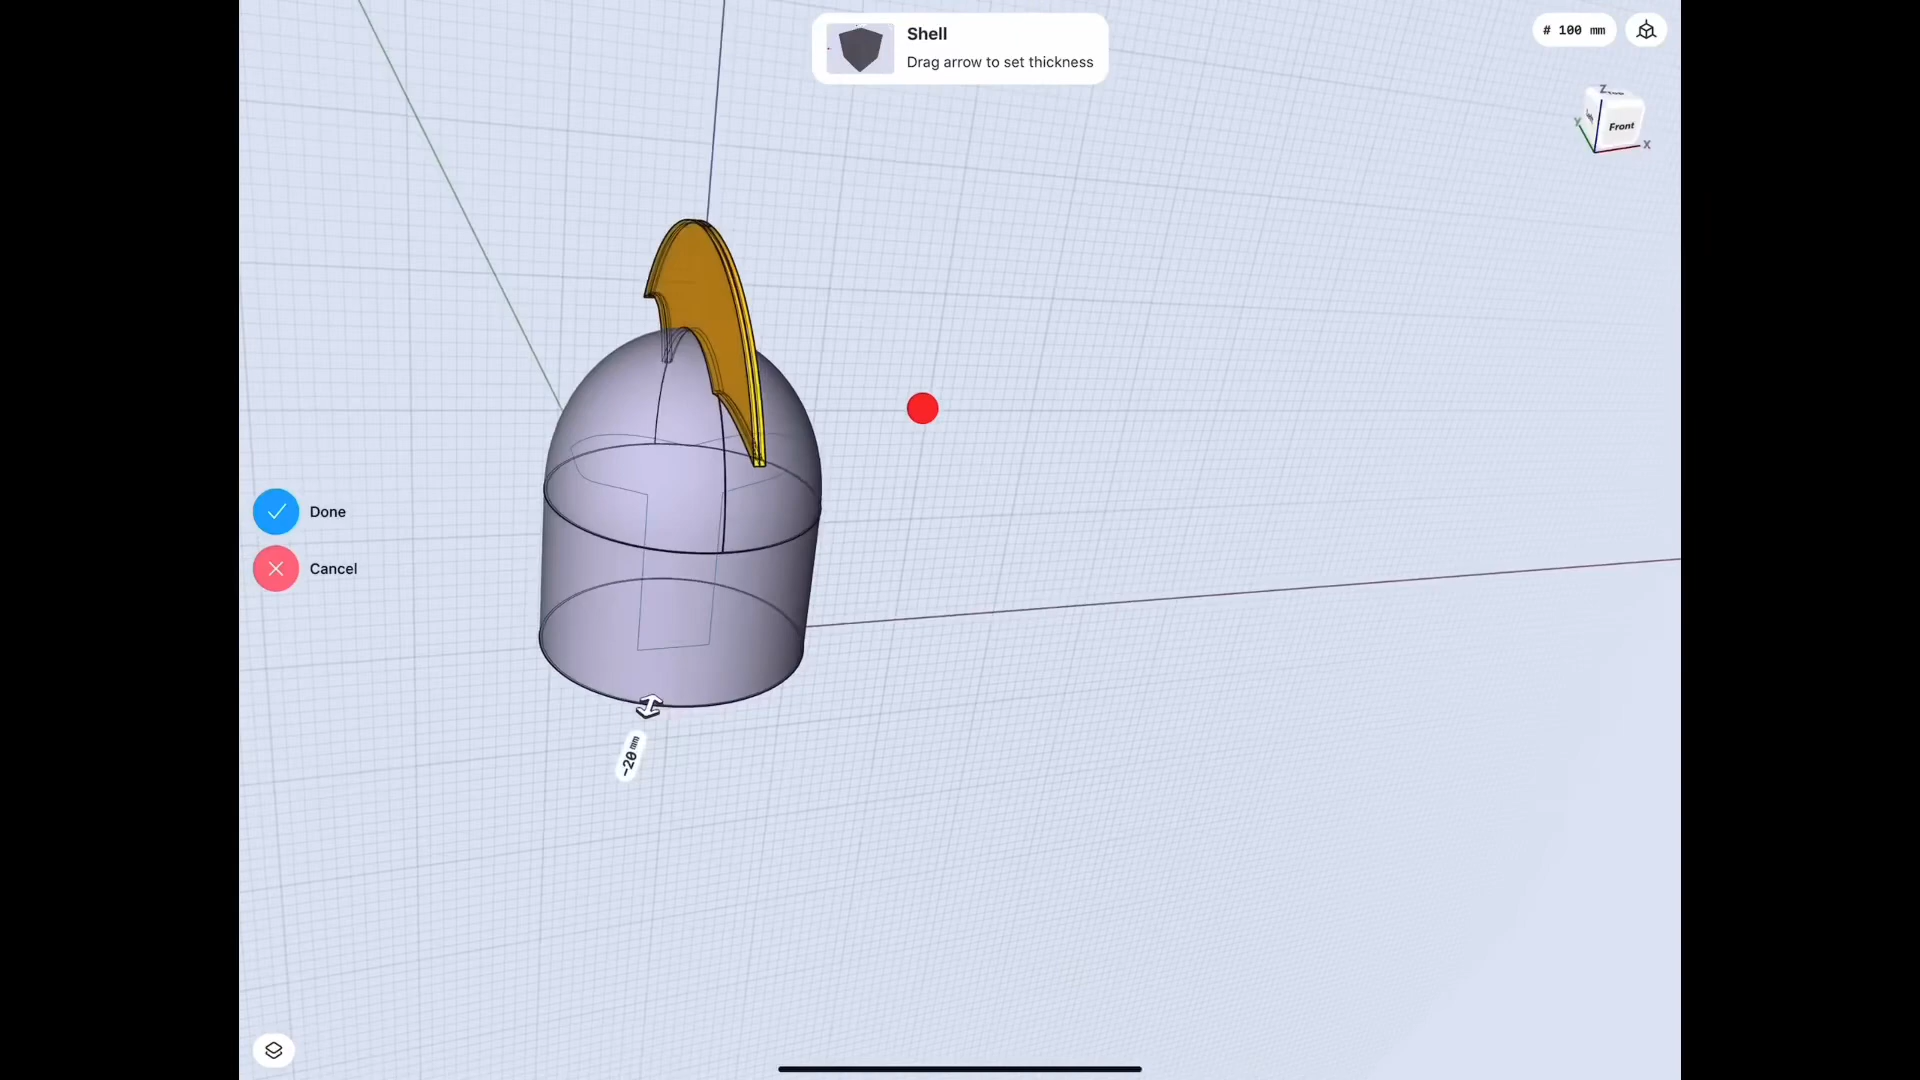 Shell
Drag arrow to set thickness
# 100 mm
Z
Y
Front
X
Done
Cancel
-20 mm